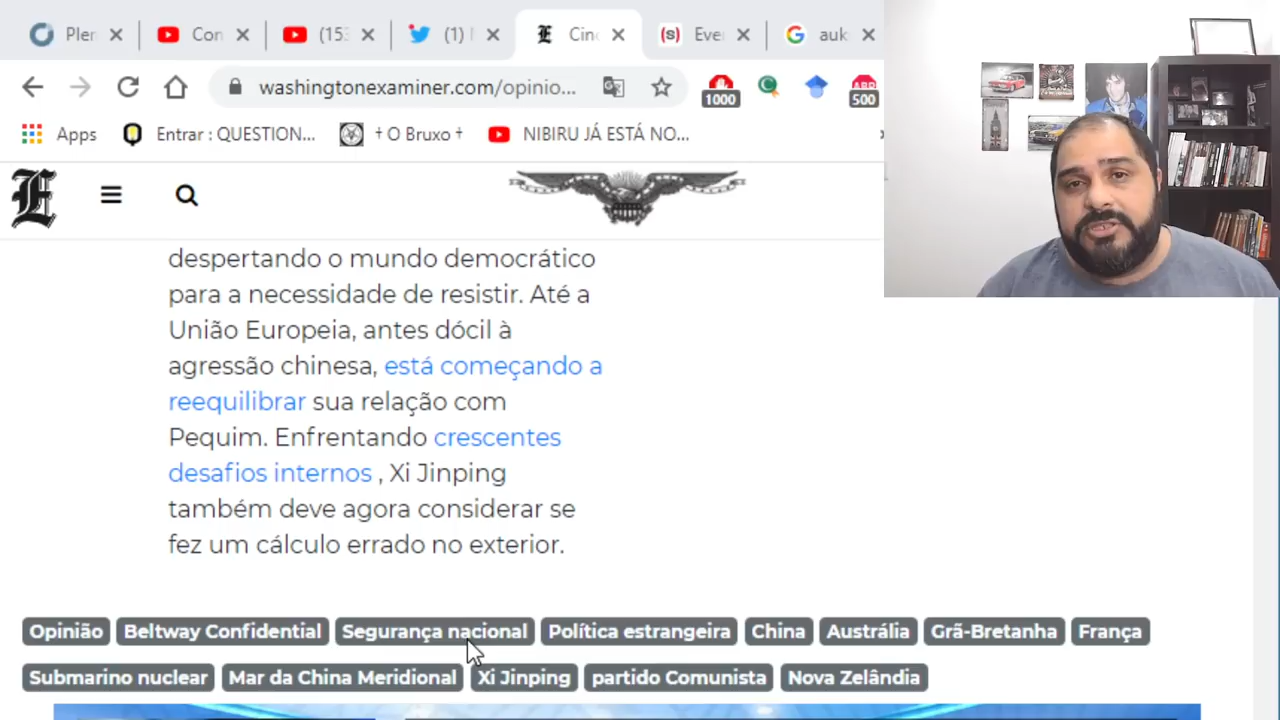 Pler
Con
(153
(1)
Cinc
Eve
auk
washingtonexaminer.com/opinio...
1000
500
Apps
Entrar : QUESTION...
† O Bruxo †
NIBIRU JÁ ESTÁ NO...
E
despertando o mundo democrático
para a necessidade de resistir. Até a
União Europeia, antes dócil à
agressão chinesa, está começando a
reequilibrar sua relação com
Pequim. Enfrentando crescentes
desafios internos , Xi Jinping
também deve agora considerar se
fez um cálculo errado no exterior.
Opinião Beltway Confidential Segurança nacional Política estrangeira China Austrália Grã-Bretanha França
Submarino nuclear Mar da China Meridional Xi Jinping partido Comunista Nova Zelândia